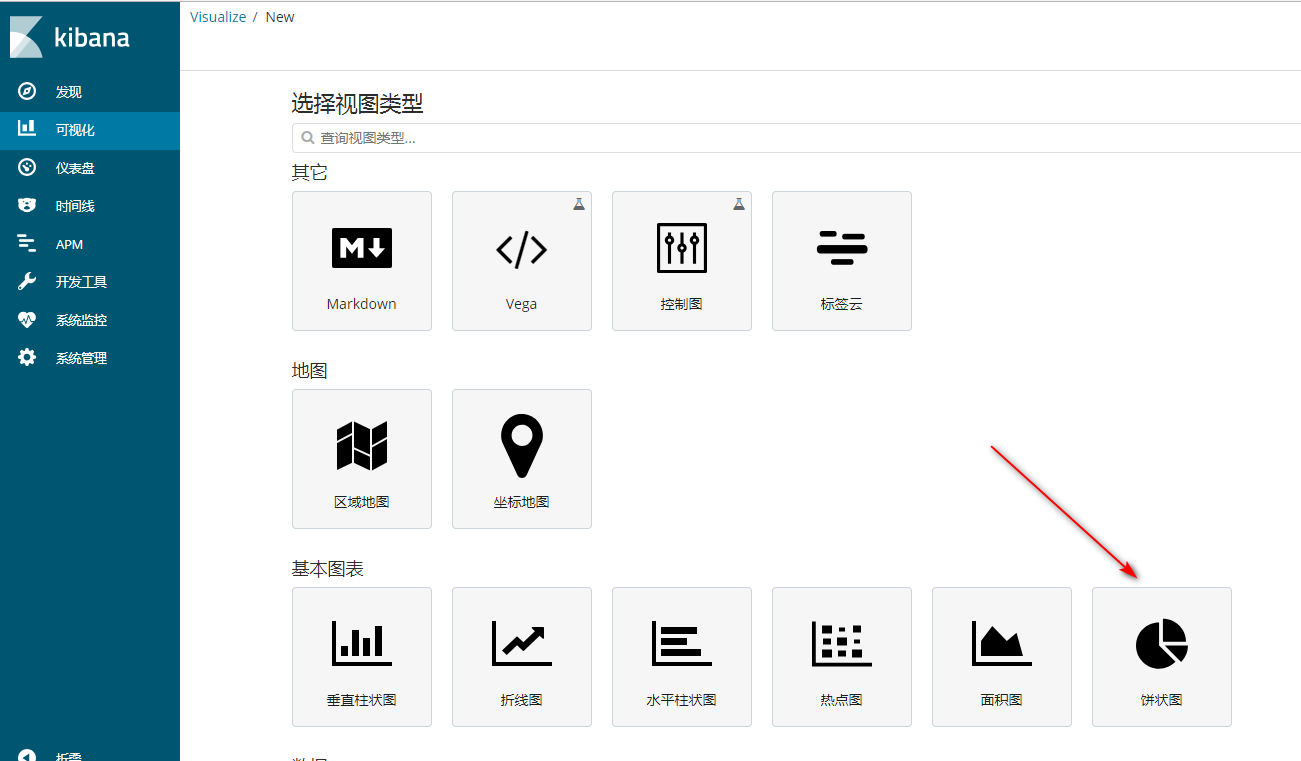 kibana
发现
可视化
仪表盘
时间线
APM
开发工具
系统监控
系统管理
Visualize / New
选择视图类型
查询视图类型...
其它
Markdown
Vega
控制图
标签云
地图
区域地图
坐标地图
基本图表
垂直柱状图
折线图
水平柱状图
热点图
面积图
饼状图